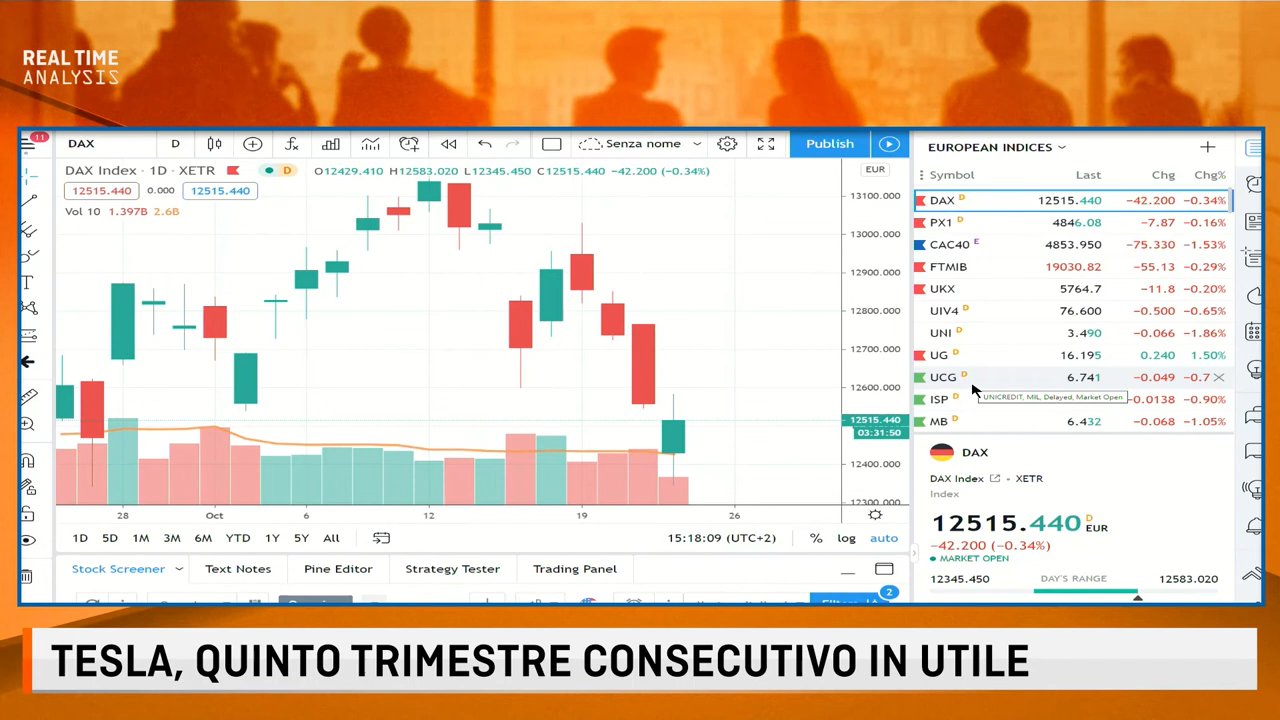 REAL TIME
ANALYSIS
11
DAX
D
Senza nome
Publish
DAX Index · 1D · XETR
D
O12429.410 H12583.020 L12345.450 C12515.440 −42.200 (−0.34%)
EUR
12515.440
0.000
12515.440
Vol 10 1.397B 2.6B
13100.000
13000.000
12900.000
12800.000
12700.000
12600.000
12515.440
03:31:50
12400.000
12300.000
28
Oct
6
12
19
26
1D 5D 1M 3M 6M YTD 1Y 5Y All
15:18:09 (UTC+2)
% log auto
Stock Screener
Text Notes
Pine Editor
Strategy Tester
Trading Panel
2
EUROPEAN INDICES
Symbol Last Chg Chg%
DAX D 12515.440 −42.200 −0.34%
PX1 D 4846.08 −7.87 −0.16%
CAC40 E 4853.950 −75.330 −1.53%
FTMIB 19030.82 −55.13 −0.29%
UKX 5764.7 −11.8 −0.20%
UIV4 D 76.600 −0.500 −0.65%
UNI D 3.490 −0.066 −1.86%
UG D 16.195 0.240 1.50%
UCG D 6.741 −0.049 −0.7
UNICREDIT, MIL, Delayed, Market Open
ISP D −0.0138 −0.90%
MB D 6.432 −0.068 −1.05%
DAX
DAX Index · XETR
Index
12515.440 D EUR
−42.200 (−0.34%)
MARKET OPEN
12345.450 DAY'S RANGE 12583.020
TESLA, QUINTO TRIMESTRE CONSECUTIVO IN UTILE